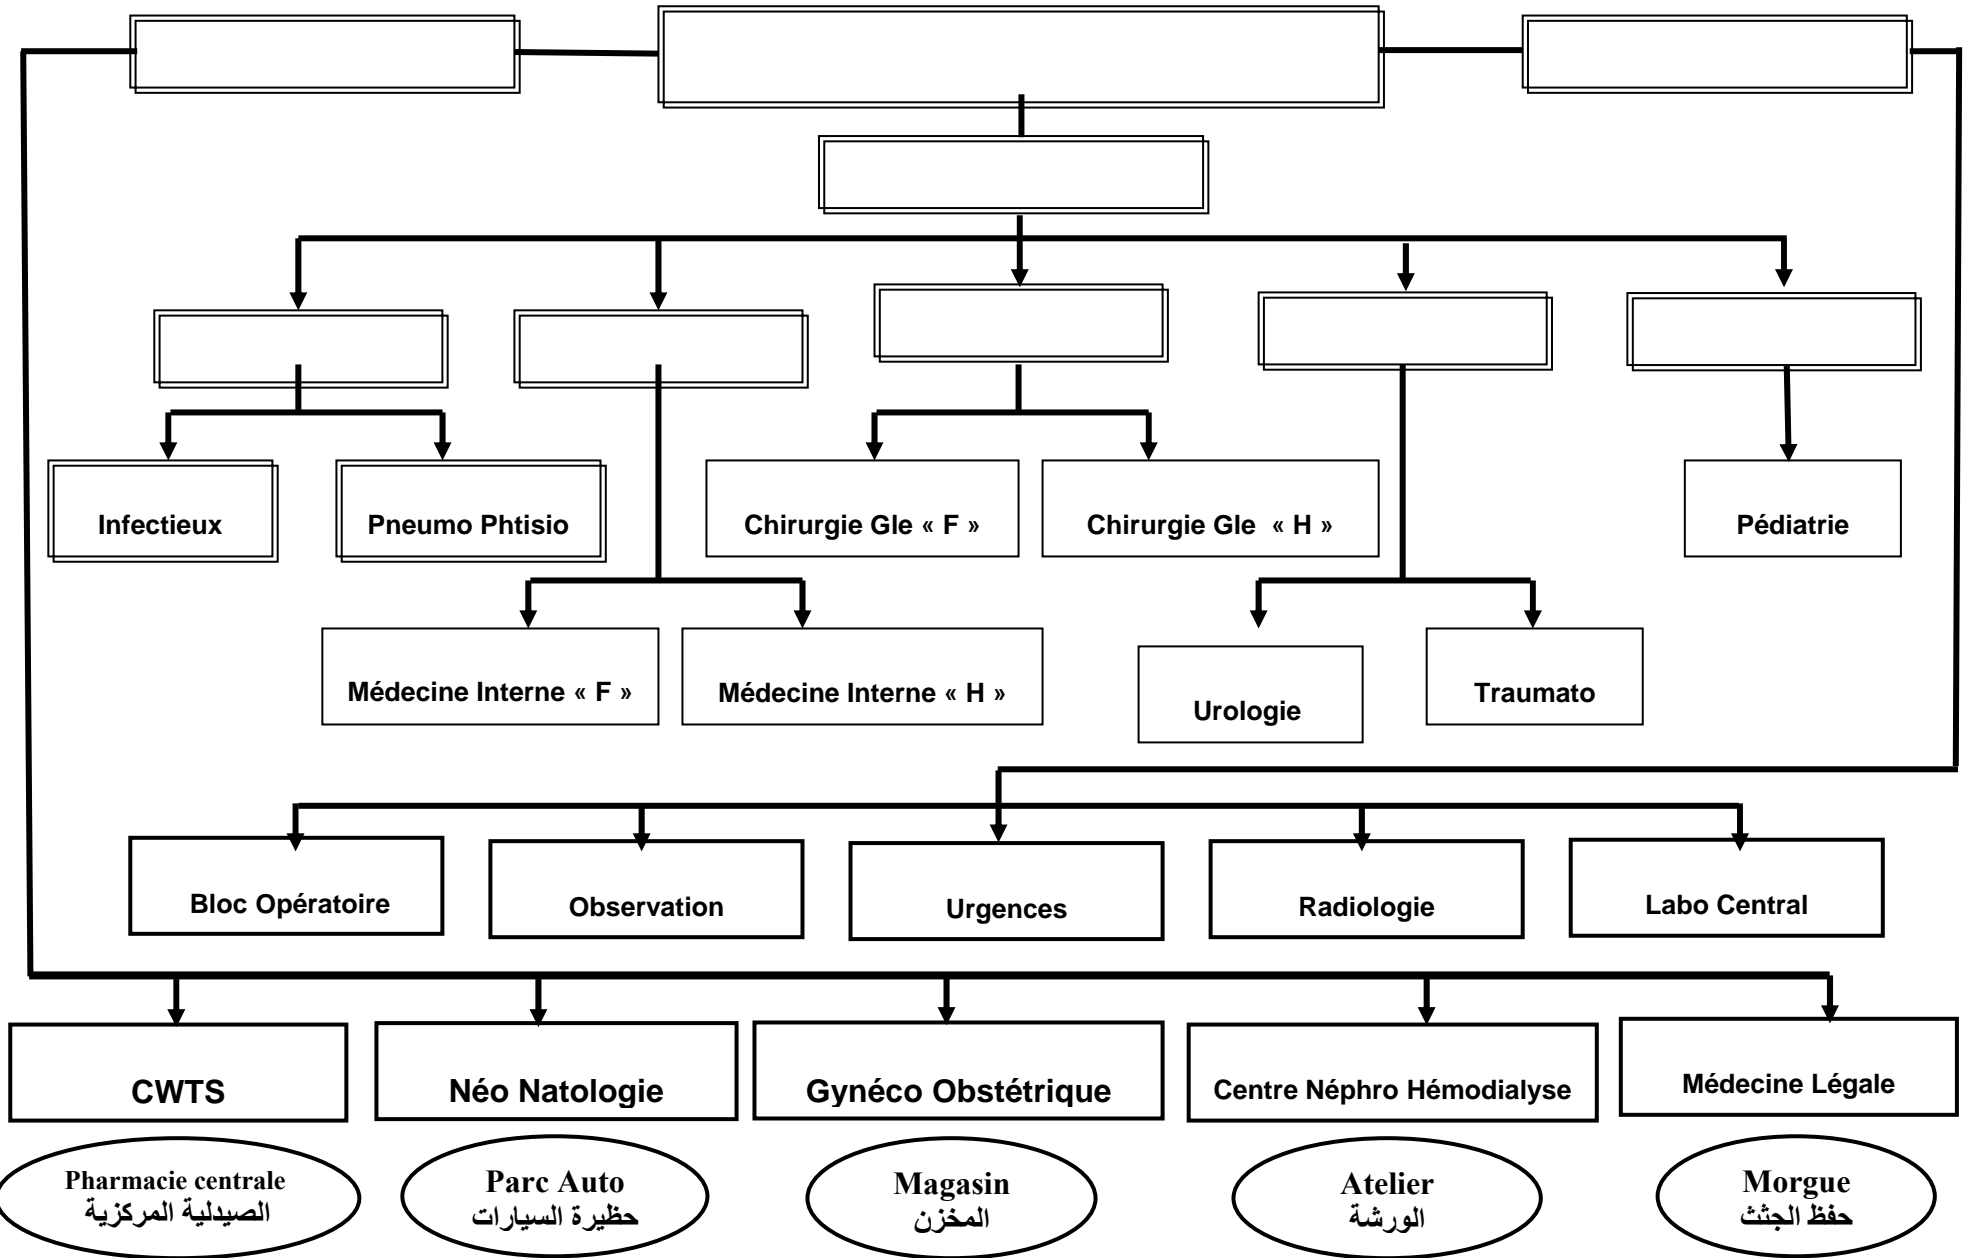 Infectieux
Pneumo Phtisio
Chirurgie Gle « F »
Chirurgie Gle « H »
Pédiatrie
Médecine Interne « F »
Médecine Interne « H »
Urologie
Traumato
Bloc Opératoire
Observation
Urgences
Radiologie
Labo Central
CWTS
Néo Natologie
Gynéco Obstétrique
Centre Néphro Hémodialyse
Médecine Légale
Pharmacie centrale
الصيدلية المركزية
Parc Auto
حظيرة السيارات
Magasin
المخزن
Atelier
الورشة
Morgue
حفظ الجثث